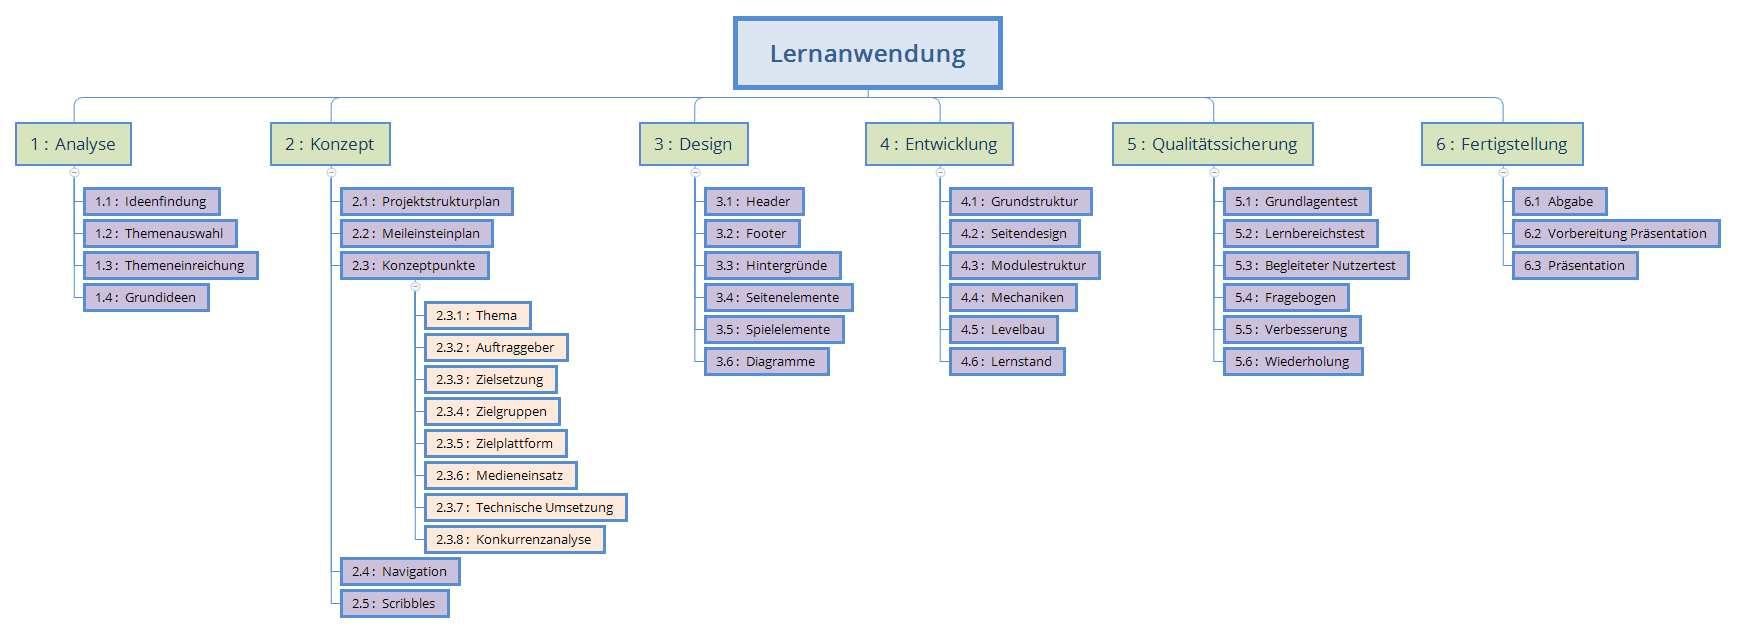 Lernanwendung
1 : Analyse
1.1 : Ideenfindung
1.2 : Themenauswahl
1.3 : Themeneinreichung
1.4 : Grundideen
2 : Konzept
2.1 : Projektstrukturplan
2.2 : Meileinsteinplan
2.3 : Konzeptpunkte
2.3.1 : Thema
2.3.2 : Auftraggeber
2.3.3 : Zielsetzung
2.3.4 : Zielgruppen
2.3.5 : Zielplattform
2.3.6 : Medieneinsatz
2.3.7 : Technische Umsetzung
2.3.8 : Konkurrenzanalyse
2.4 : Navigation
2.5 : Scribbles
3 : Design
3.1 : Header
3.2 : Footer
3.3 : Hintergründe
3.4 : Seitenelemente
3.5 : Spielelemente
3.6 : Diagramme
4 : Entwicklung
4.1 : Grundstruktur
4.2 : Seitendesign
4.3 : Modulestruktur
4.4 : Mechaniken
4.5 : Levelbau
4.6 : Lernstand
5 : Qualitätssicherung
5.1 : Grundlagentest
5.2 : Lernbereichstest
5.3 : Begleiteter Nutzertest
5.4 : Fragebogen
5.5 : Verbesserung
5.6 : Wiederholung
6 : Fertigstellung
6.1 Abgabe
6.2 Vorbereitung Präsentation
6.3 Präsentation